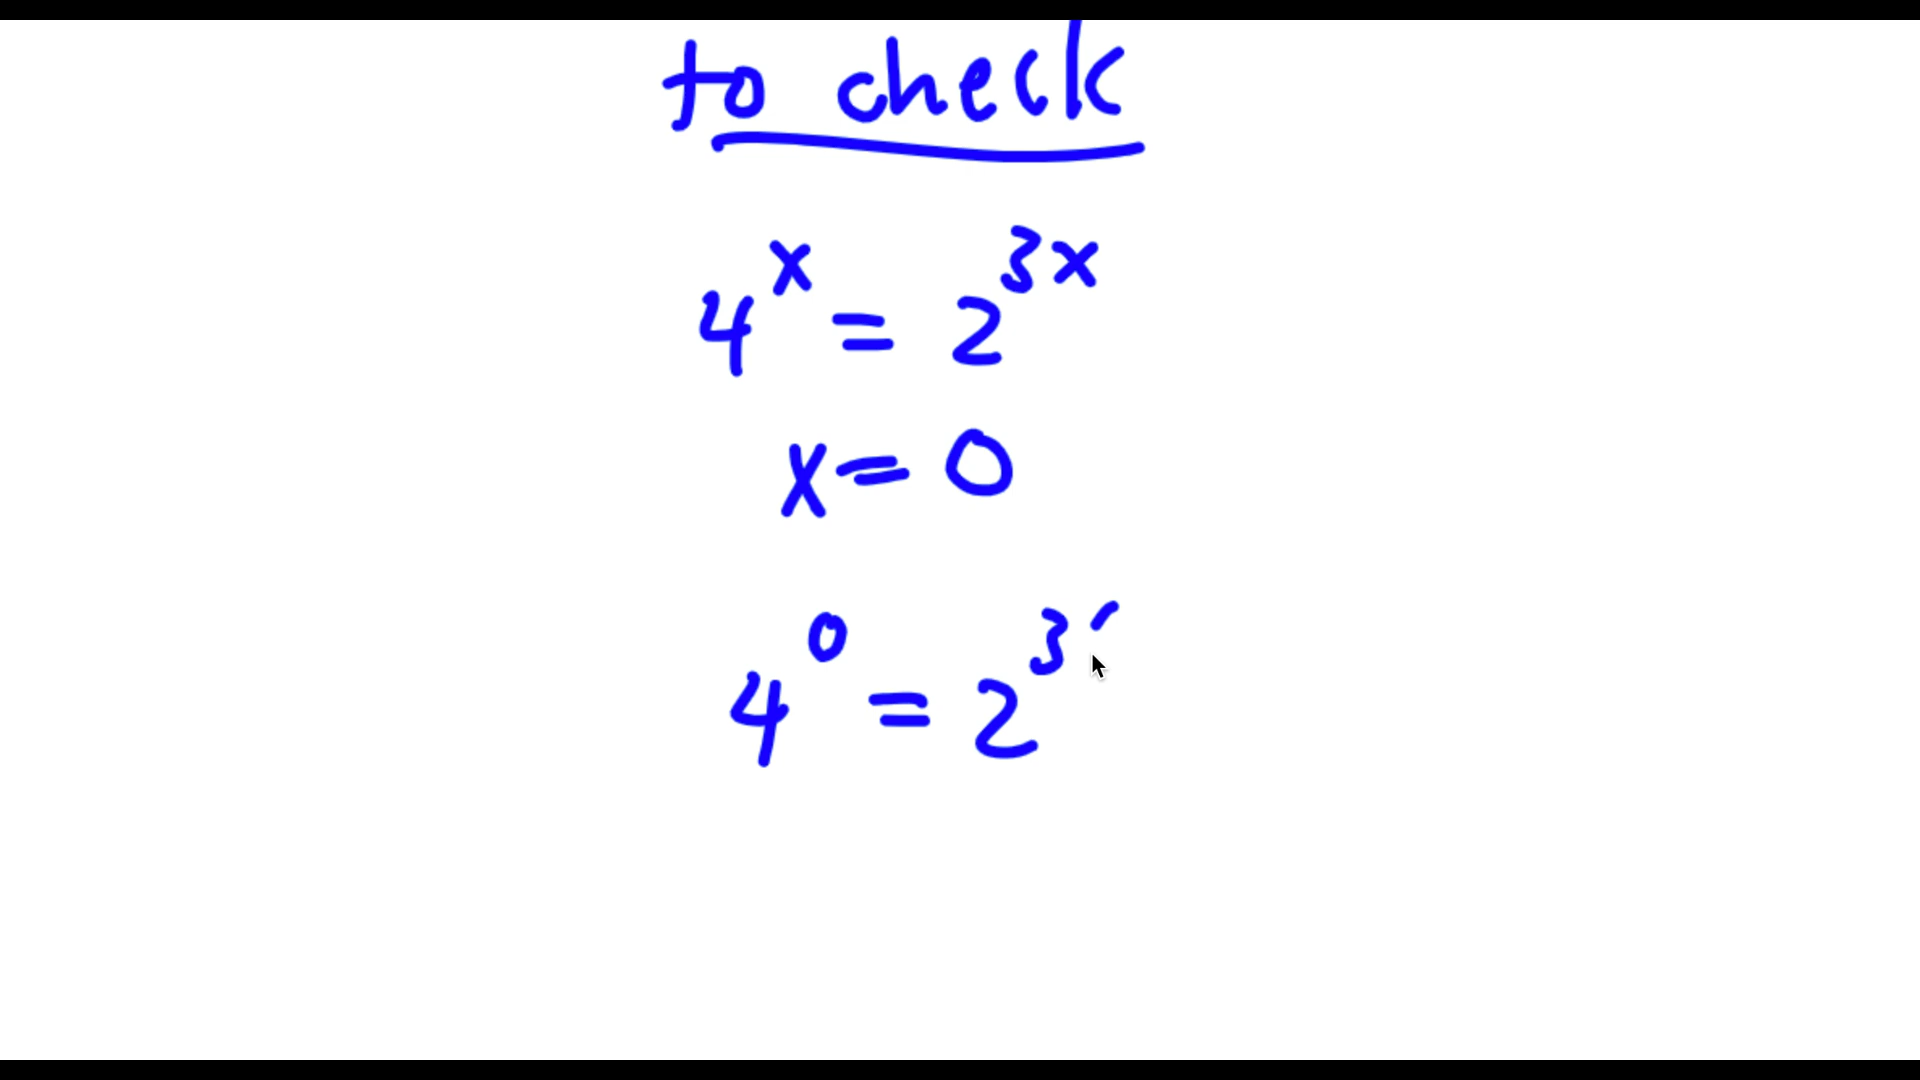 to check
4^x = 2^3x
x = 0
4^0 = 2^3